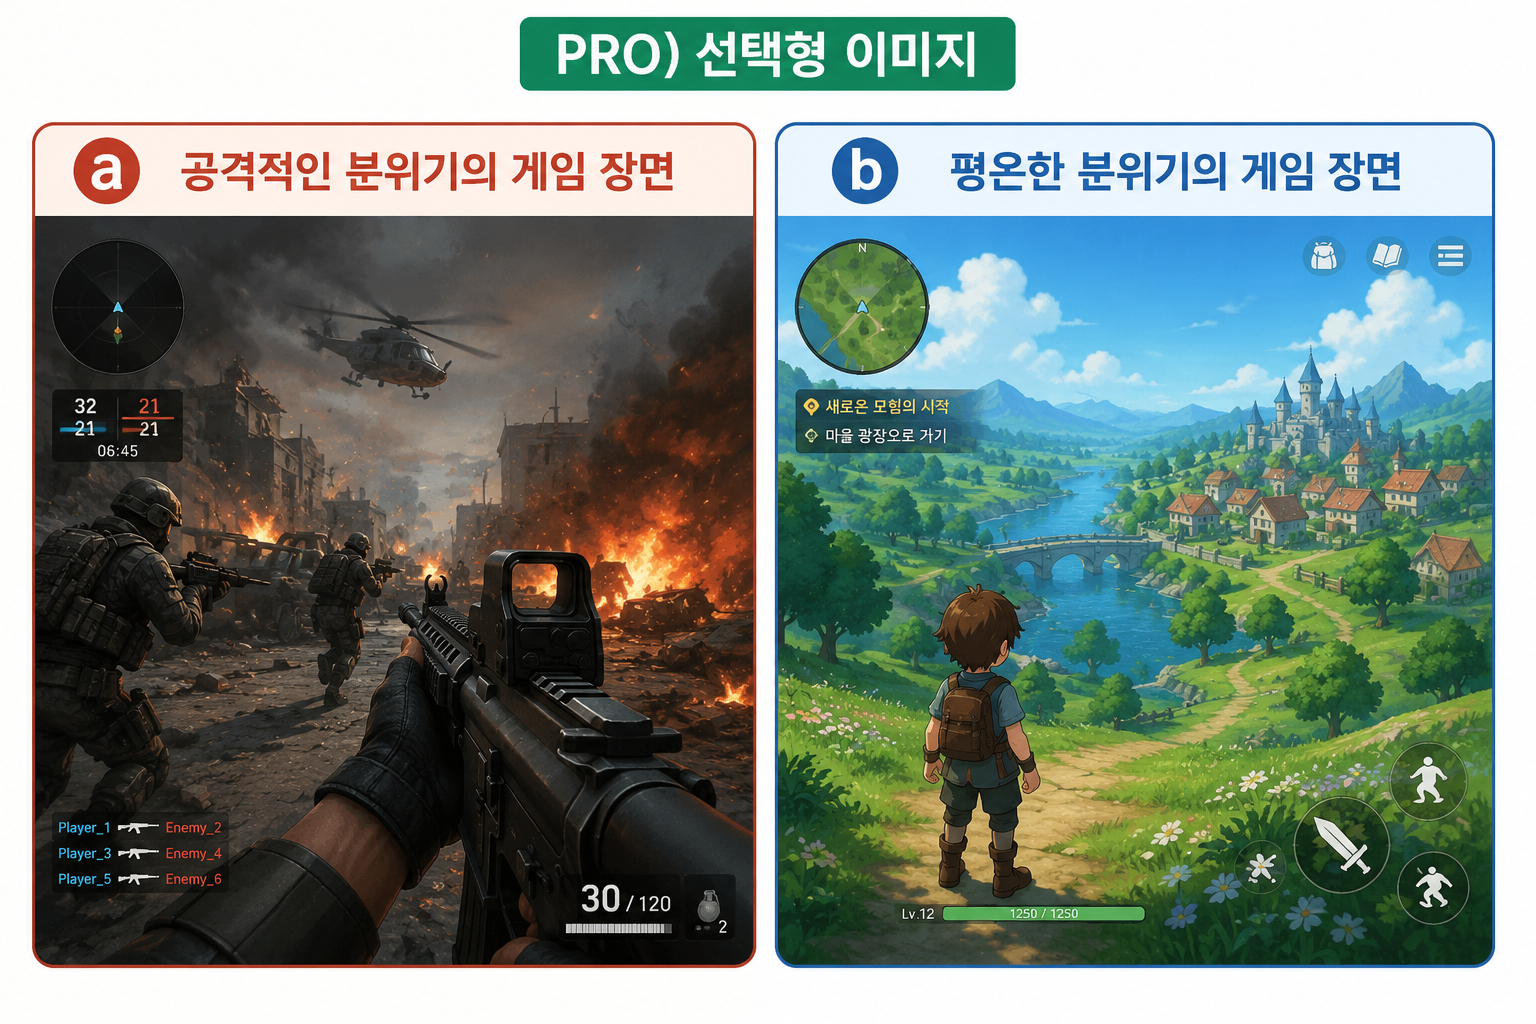 PRO) 선택형 이미지
a 공격적인 분위기의 게임 장면
32 21
21 21
06:45
Player_1 Enemy_2
Player_3 Enemy_4
Player_5 Enemy_6
30 / 120
2
b 평온한 분위기의 게임 장면
N
새로운 모험의 시작
마을 광장으로 가기
Lv.12 1250 / 1250